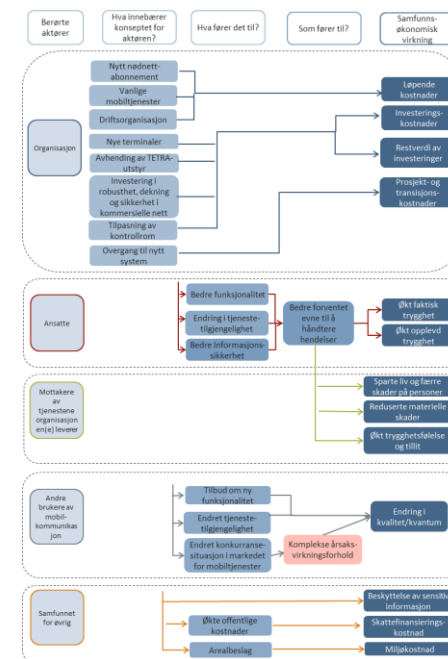 Berørte
aktører
Hva innebærer
konseptet for
aktøren?
Hva fører det til?
Som fører til?
Samfunns-
økonomisk
virkning
Organisasjon
Nytt nødnett-
abonnement
Vanlige
mobiltjenester
Driftsorganisasjon
Nye terminaler
Avhending av TETRA-
utstyr
Investering i
robusthet, dekning
og sikkerhet i
kommersielle nett
Tilpasning av
kontrollrom
Overgang til nytt
system
Løpende
kostnader
Investerings-
kostnader
Restverdi av
investeringer
Prosjekt- og
transisjons-
kostnader
Ansatte
Bedre funksjonalitet
Endring i tjeneste-
tilgjengelighet
Bedre Informasjons-
sikkerhet
Bedre forventet
evne til å
håndtere
hendelser
Økt faktisk
trygghet
Økt opplevd
trygghet
Mottakere
av
tjenestene
organisasjon
en(e) leverer
Sparte liv og færre
skader på personer
Reduserte materielle
skader
Økt trygghetsfølelse
og tillit
Andre
brukere av
mobil-
kommunikas
jon
Tilbud om ny
funksjonalitet
Endret tjeneste-
tilgjengelighet
Endret konkurranse-
situasjon i markedet
for mobiltjenester
Komplekse årsaks-
virkningsforhold
Endring i
kvalitet/kvantum
Samfunnet
for øvrig
Økte offentlige
kostnader
Arealbeslag
Beskyttelse av sensitiv
informasjon
Skattefinansierings-
kostnad
Miljøkostnad